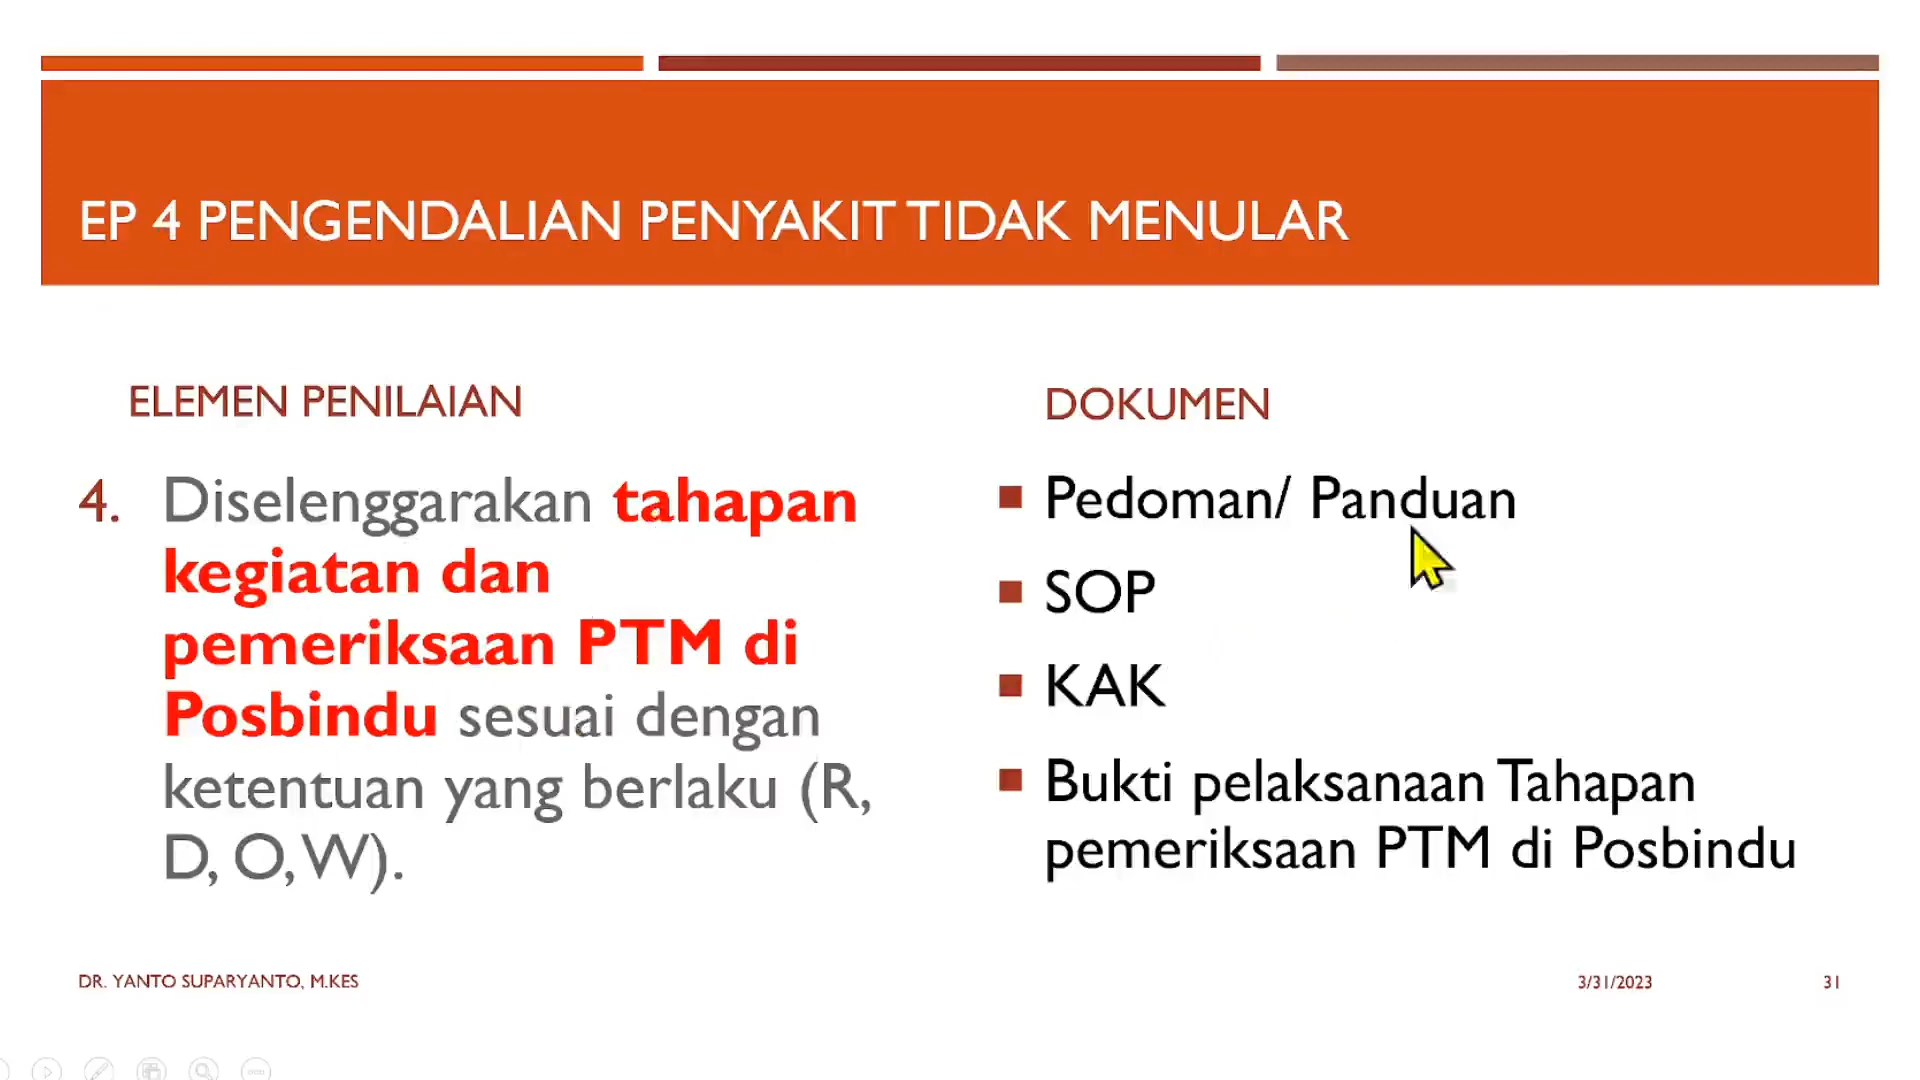 EP 4 PENGENDALIAN PENYAKIT TIDAK MENULAR
ELEMEN PENILAIAN
4. Diselenggarakan tahapan
kegiatan dan
pemeriksaan PTM di
Posbindu sesuai dengan
ketentuan yang berlaku (R,
D, O, W).
DOKUMEN
Pedoman/ Panduan
SOP
KAK
Bukti pelaksanaan Tahapan
pemeriksaan PTM di Posbindu
DR. YANTO SUPARYANTO, M.KES
3/31/2023
31